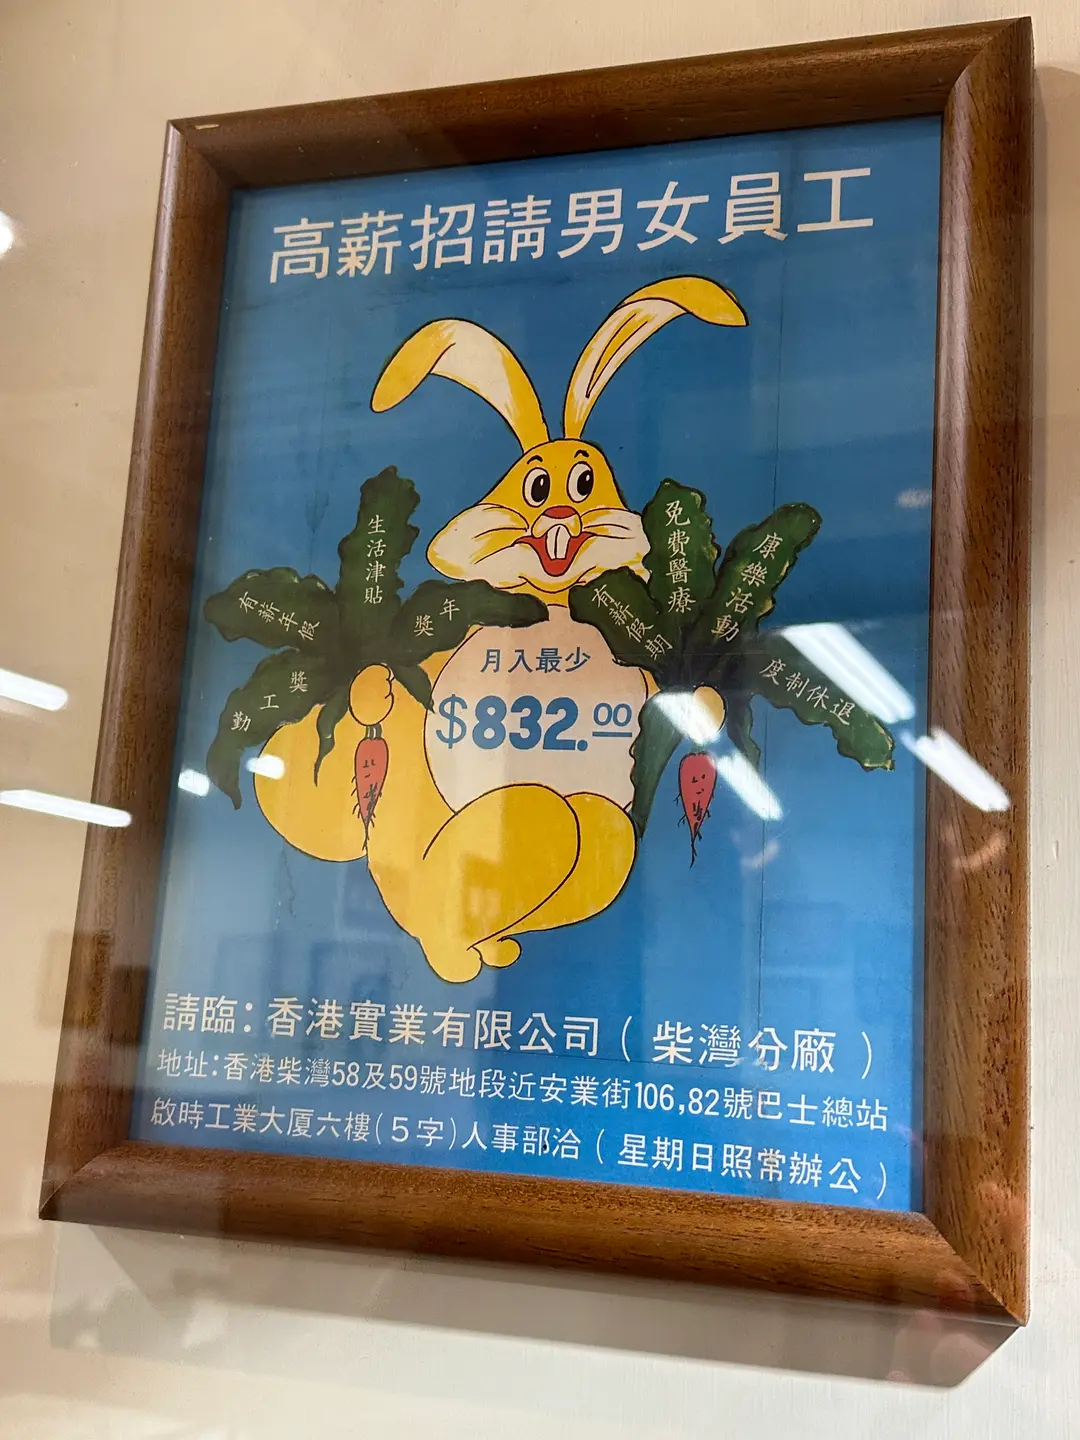 高薪招請男女員工
生活津貼
有薪年假
年獎
勤工獎
免費醫療
康樂活動
有薪假期
退休制度
月入最少
$832.00
請臨：香港實業有限公司（柴灣分廠）
地址：香港柴灣58及59號地段近安業街106,82號巴士總站
啟時工業大厦六樓(5字)人事部洽（星期日照常辦公）